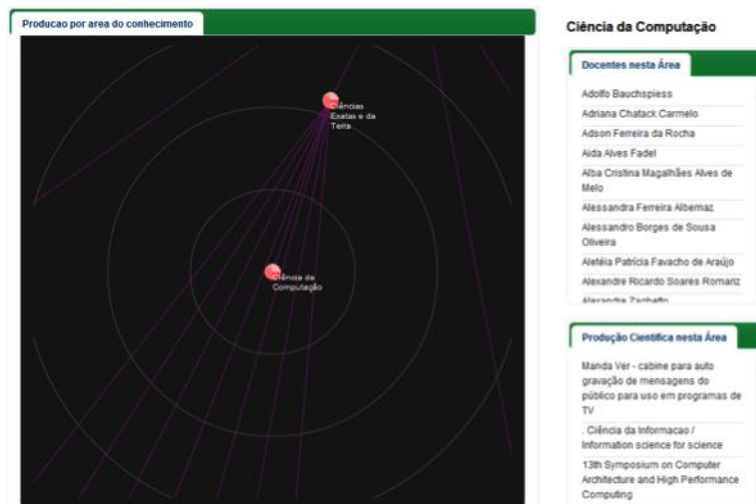 Producao por area do conhecimento
Ciências
Exatas e da
Terra
Ciência da
Computação
Ciência da Computação
Docentes nesta Área
Adolfo Bauchspiess
Adriana Chatack Carmelo
Adson Ferreira da Rocha
Aida Alves Fadel
Alba Cristina Magalhães Alves de
Melo
Alessandra Ferreira Albernaz
Alessandro Borges de Sousa
Oliveira
Aletéia Patrícia Favacho de Araújo
Alexandre Ricardo Soares Romariz
Alexandre Zaghetto
Produção Científica nesta Área
Manda Ver - cabine para auto
gravação de mensagens do
público para uso em programas de
TV
. Ciência da Informacao /
Information science for science
13th Symposium on Computer
Architecture and High Performance
Computing